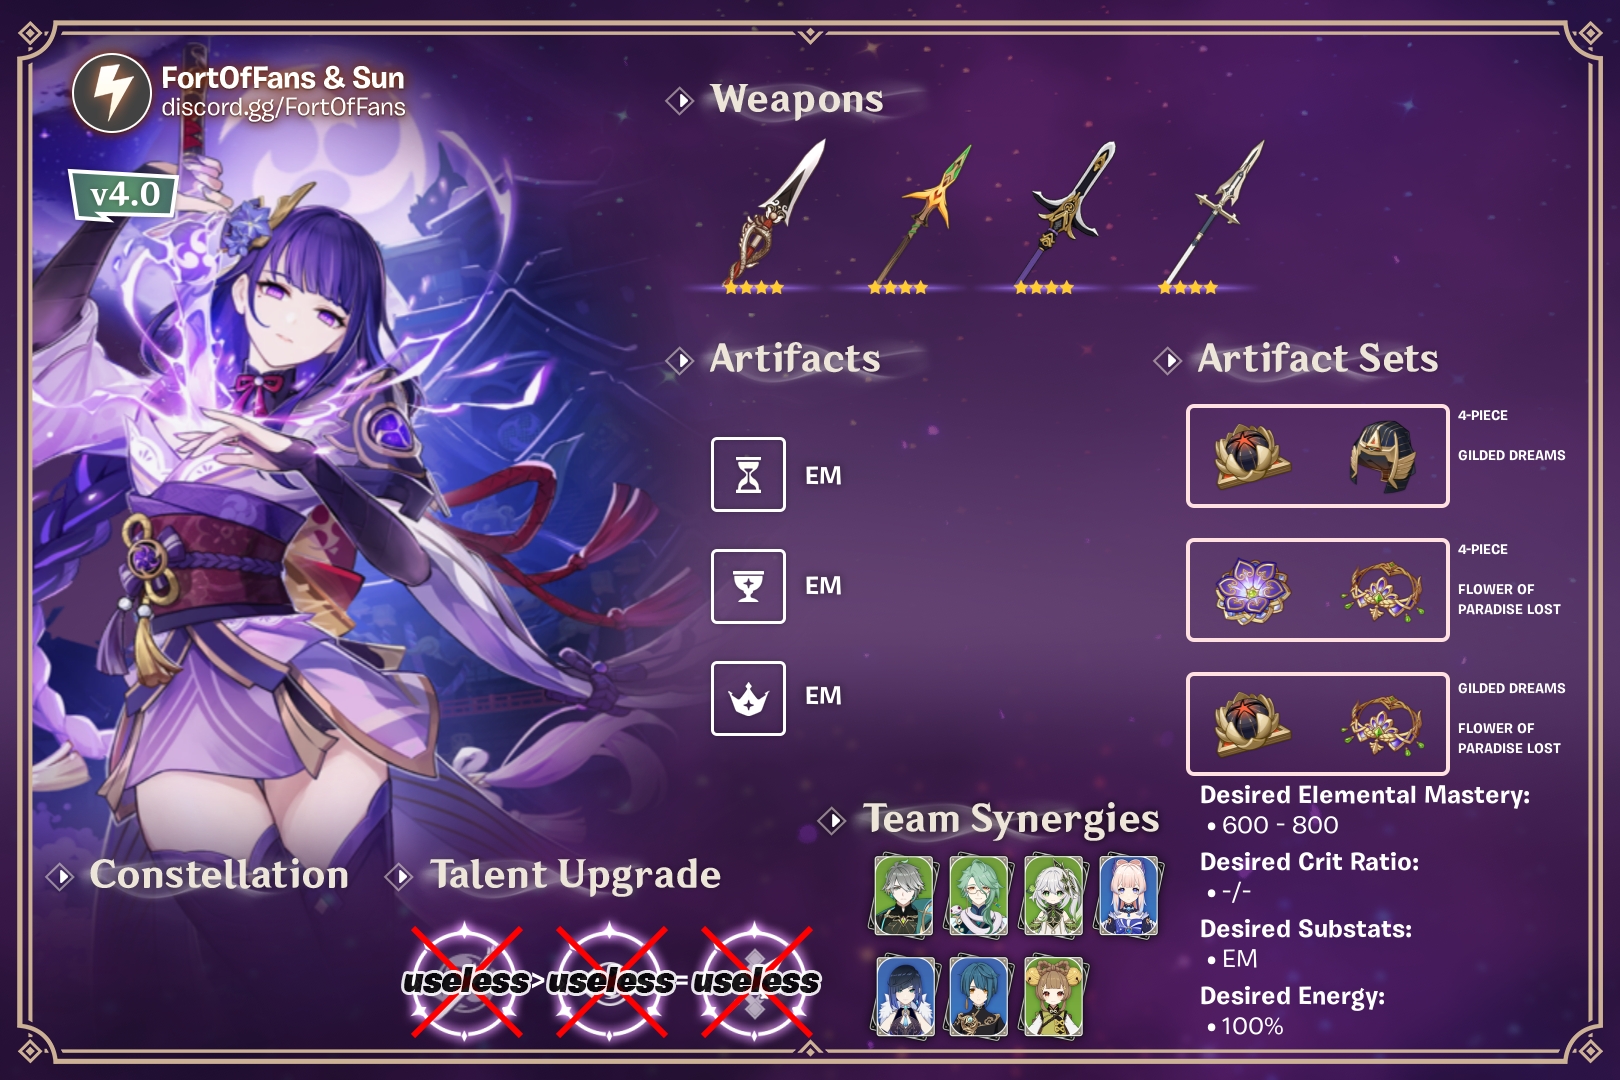 FortOfFans & Sun
discord.gg/FortOfFans
v4.0
Weapons
Artifacts
EM
EM
EM
Artifact Sets
4-PIECE
GILDED DREAMS
4-PIECE
FLOWER OF
PARADISE LOST
GILDED DREAMS
FLOWER OF
PARADISE LOST
Constellation
Talent Upgrade
useless>useless=useless
Team Synergies
Desired Elemental Mastery:
• 600 - 800
Desired Crit Ratio:
• -/-
Desired Substats:
• EM
Desired Energy:
• 100%